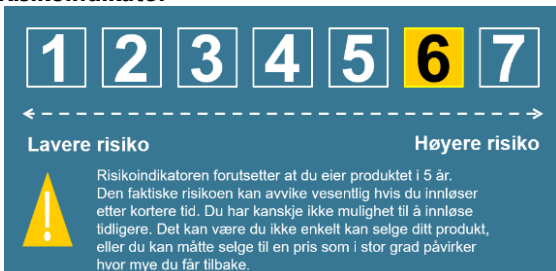 Risikoindikator
1 2 3 4 5 6 7
Lavere risiko Høyere risiko
Risikoindikatoren forutsetter at du eier produktet i 5 år.
Den faktiske risikoen kan avvike vesentlig hvis du innløser
etter kortere tid. Du har kanskje ikke mulighet til å innløse
tidligere. Det kan være du ikke enkelt kan selge ditt produkt,
eller du kan måtte selge til en pris som i stor grad påvirker
hvor mye du får tilbake.